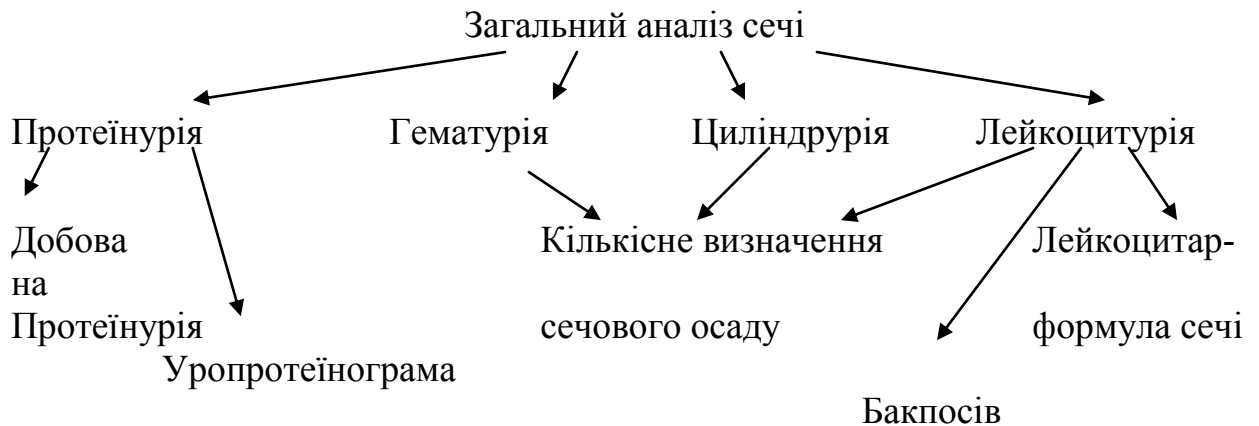 Загальний аналіз сечі
Протеїнурія Гематурія Циліндрурія Лейкоцитурія
Добова Кількісне визначення Лейкоцитар-
на
Протеїнурія сечового осаду формула сечі
Уропротеїнограма
Бакпосів